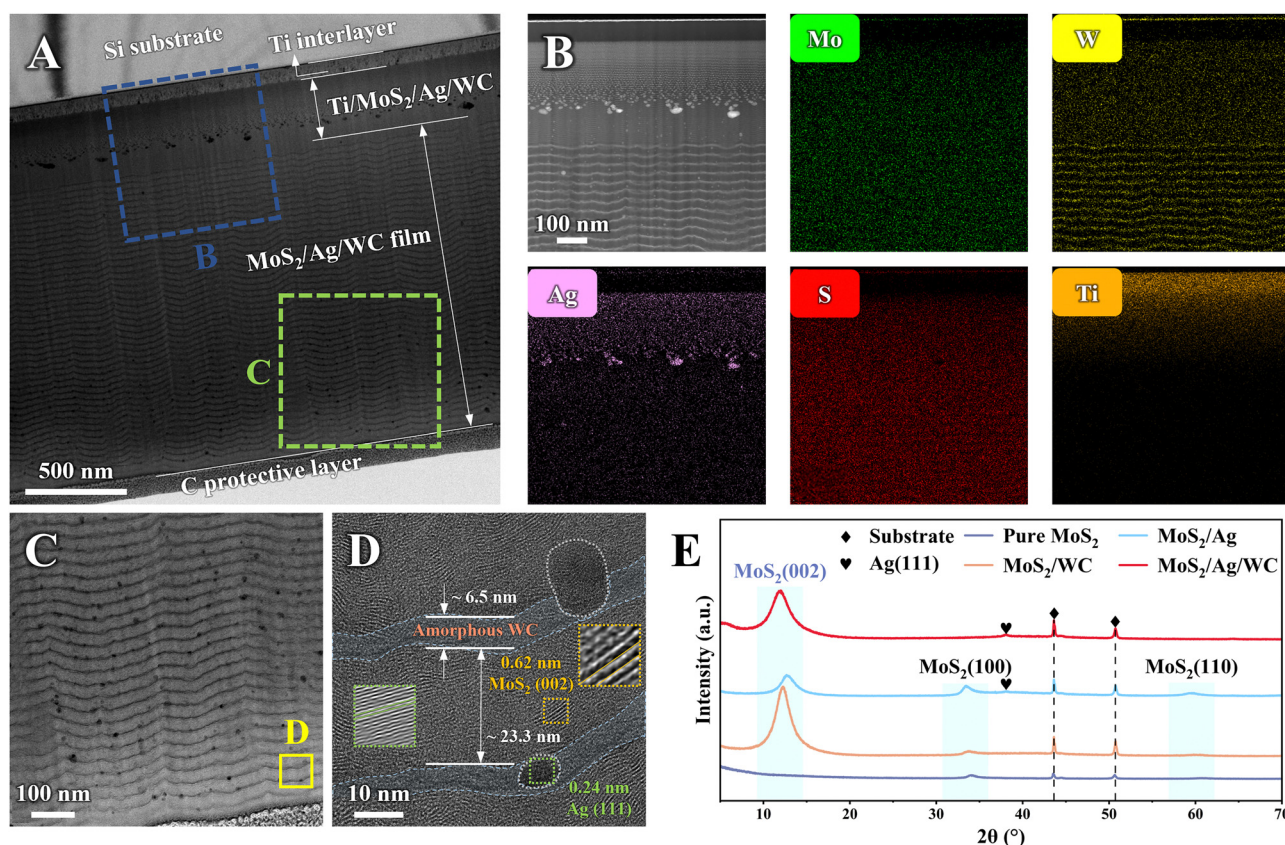 A
Si substrate
Ti interlayer
Ti/MoS₂/Ag/WC
B
MoS₂/Ag/WC film
C
500 nm
C protective layer
B
100 nm
Mo
W
Ag
S
Ti
C
D
100 nm
D
~ 6.5 nm
Amorphous WC
0.62 nm
MoS₂ (002)
~ 23.3 nm
0.24 nm
Ag (111)
10 nm
E
♦ Substrate
♥ Ag(111)
Pure MoS₂
MoS₂/WC
MoS₂/Ag
MoS₂/Ag/WC
MoS₂(002)
MoS₂(100)
MoS₂(110)
Intensity (a.u.)
10 20 30 40 50 60 70
2θ (°)